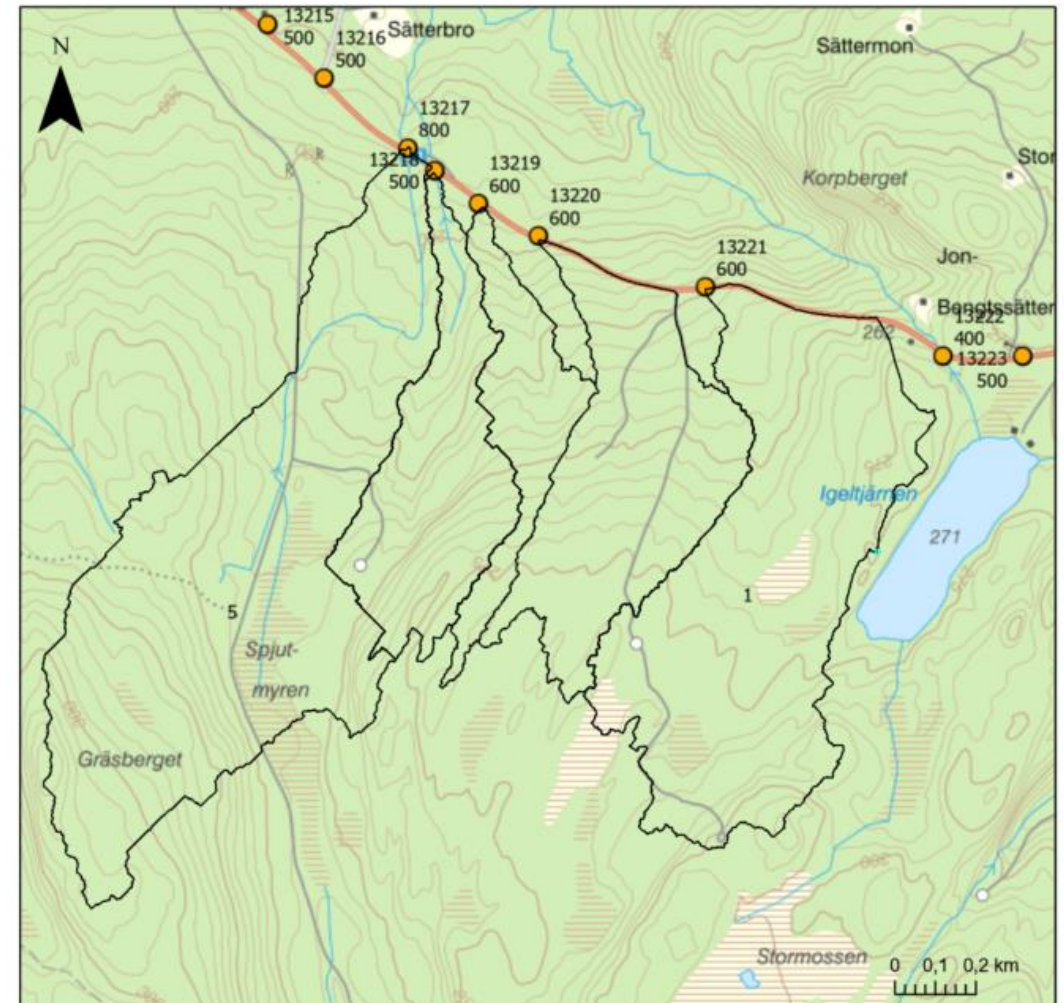 13215
500
Sätterbro
13216
500
N
Sättermon
13217
800
13218
500
13219
600
Stor
Korpberget
13220
600
13221
600
Jon-
Bengtssätter
262
13222
400
13223
500
275
Igeltjärnen
271
1
5
Spjut-
myren
Gräsberget
300
Stormossen
0 0,1 0,2 km